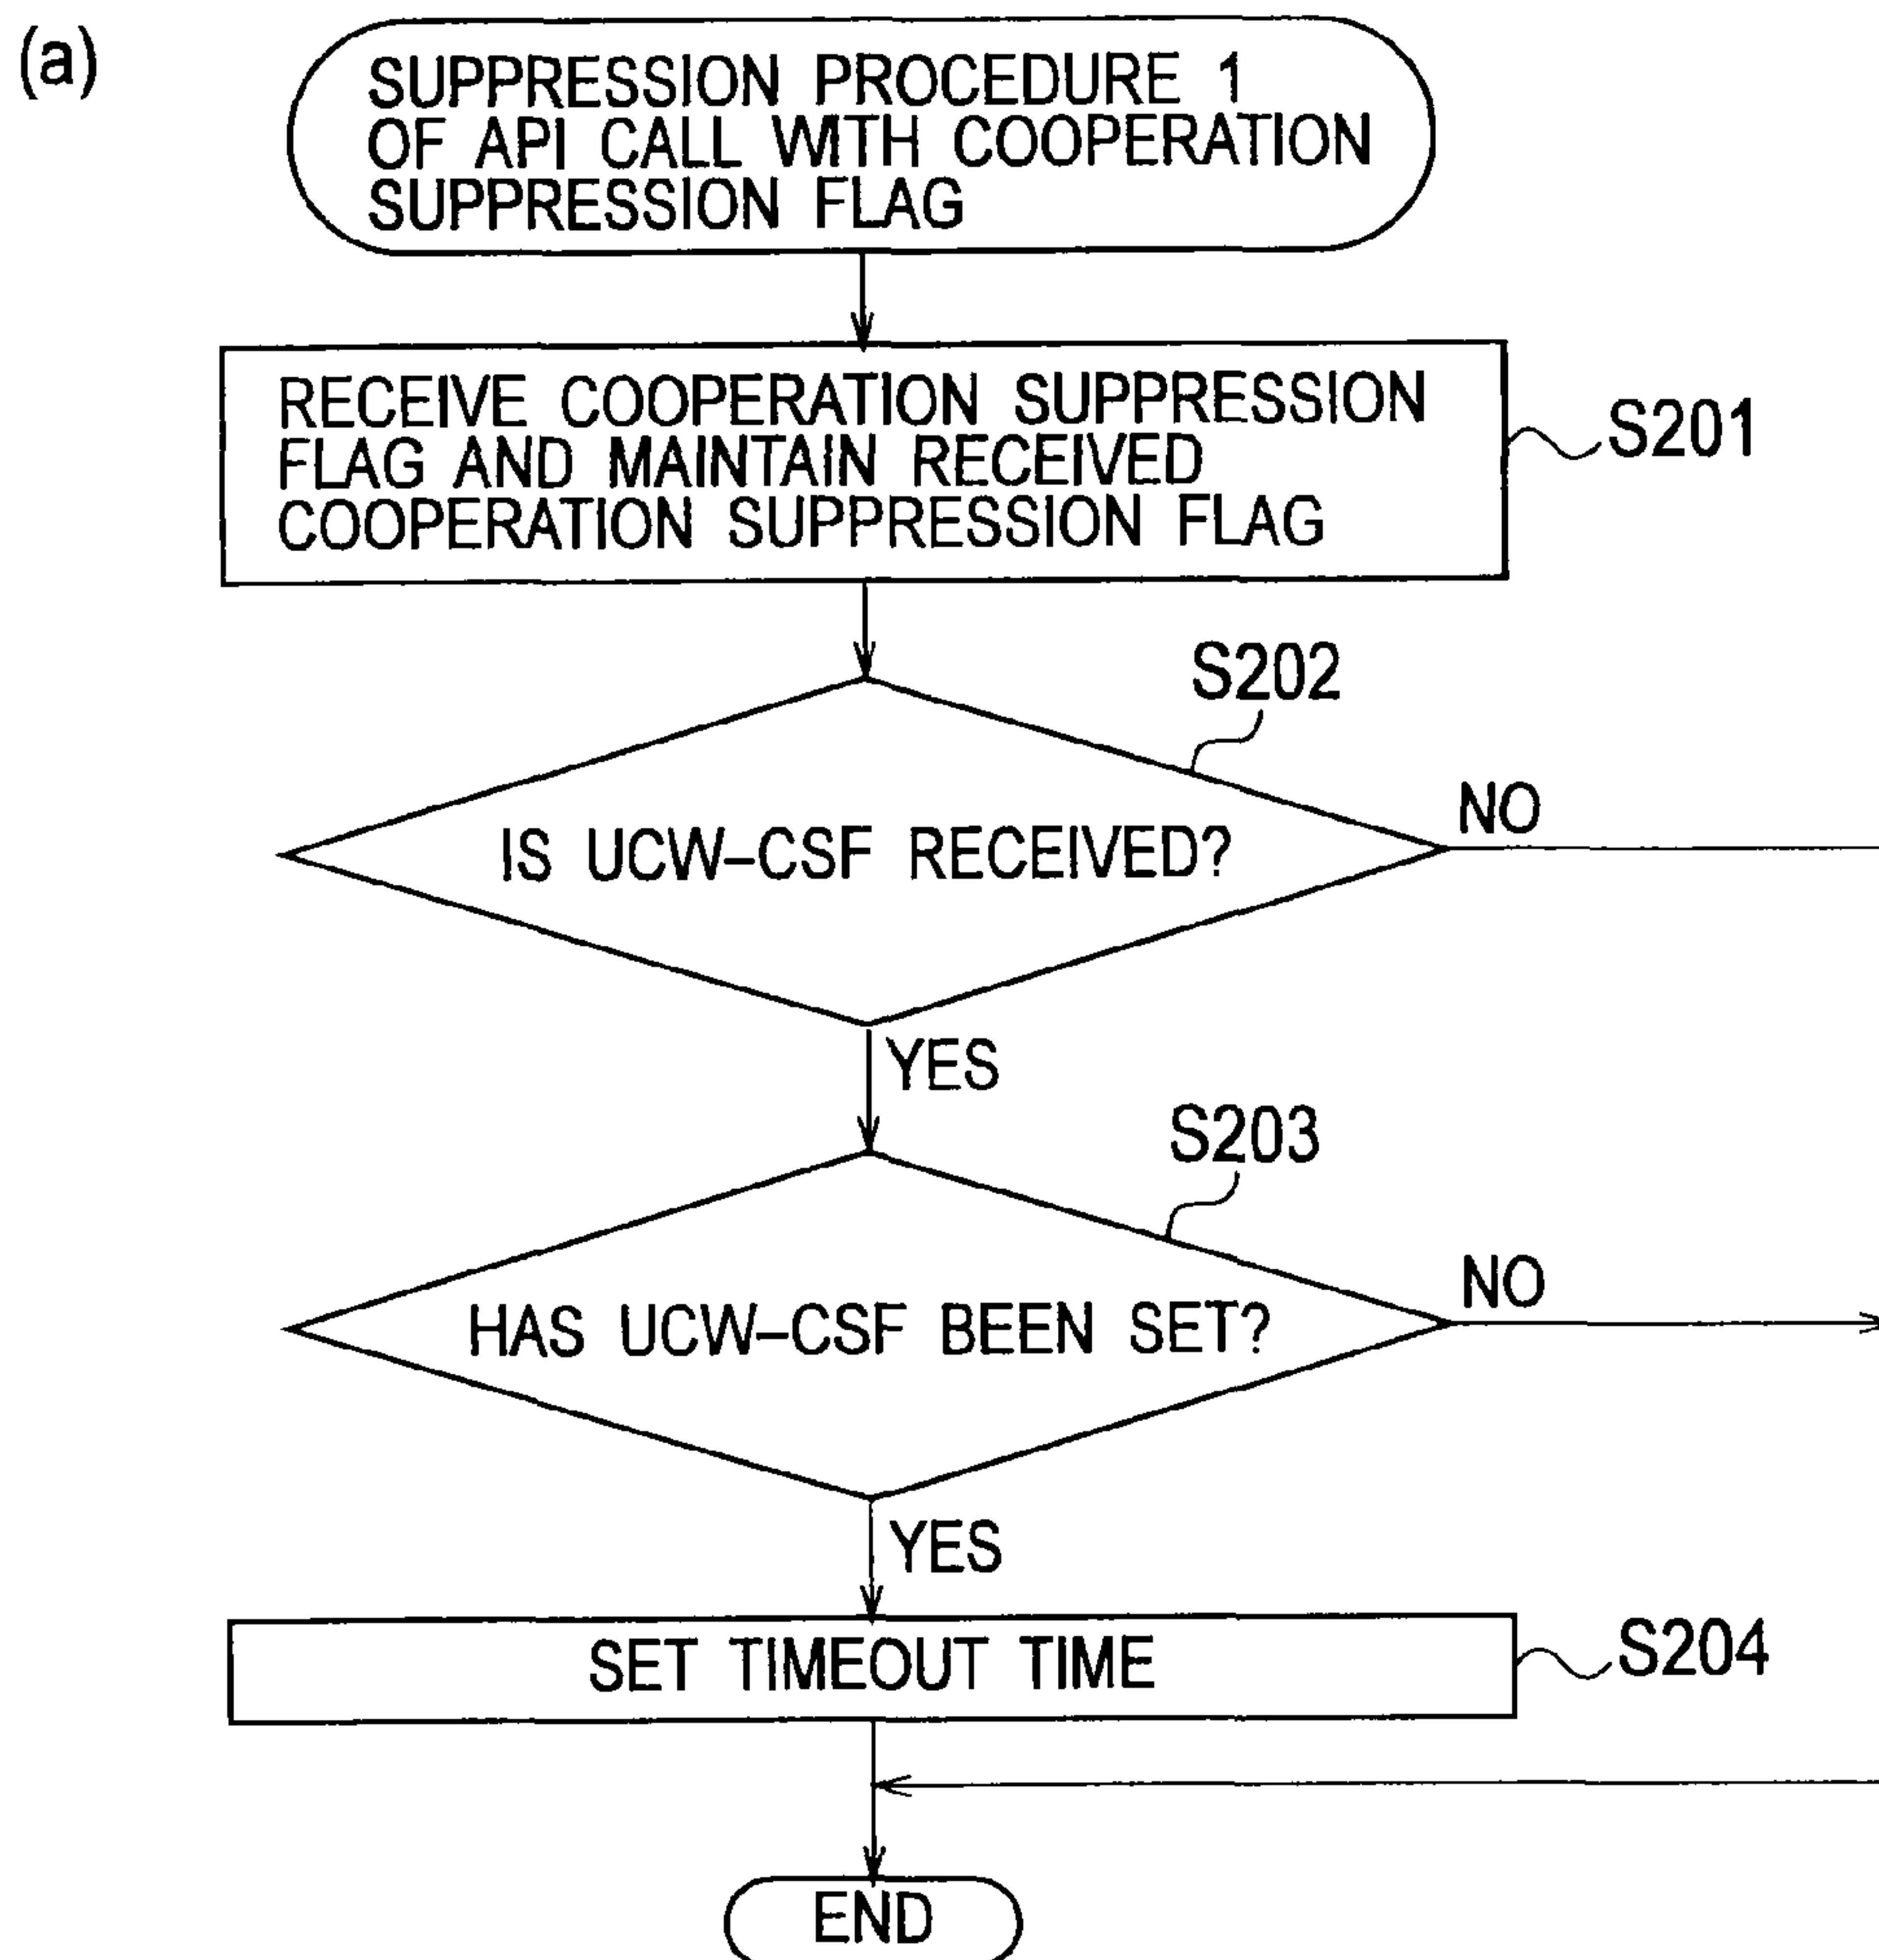 (a)
SUPPRESSION PROCEDURE 1
OF API CALL WITH COOPERATION
SUPPRESSION FLAG
RECEIVE COOPERATION SUPPRESSION
FLAG AND MAINTAIN RECEIVED
COOPERATION SUPPRESSION FLAG
S201
S202
IS UCW–CSF RECEIVED?
NO
YES
S203
HAS UCW–CSF BEEN SET?
NO
YES
SET TIMEOUT TIME
S204
END